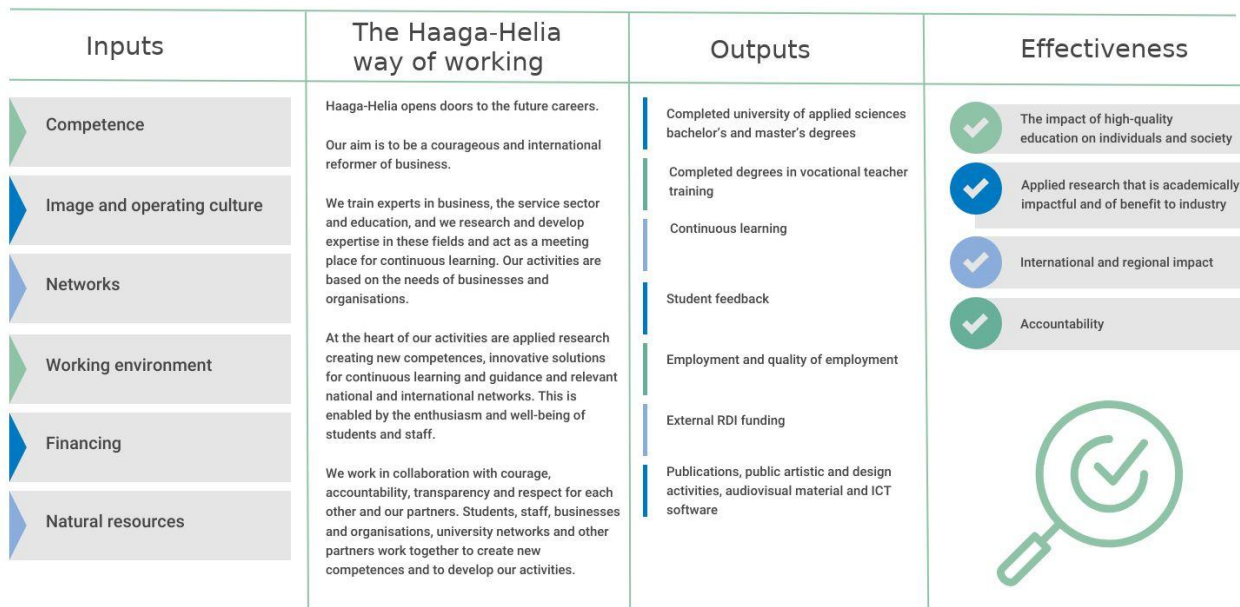 Inputs
Competence
Image and operating culture
Networks
Working environment
Financing
Natural resources
The Haaga-Helia
way of working
Haaga-Helia opens doors to the future careers.
Our aim is to be a courageous and international
reformer of business.
We train experts in business, the service sector
and education, and we research and develop
expertise in these fields and act as a meeting
place for continuous learning. Our activities are
based on the needs of businesses and
organisations.
At the heart of our activities are applied research
creating new competences, innovative solutions
for continuous learning and guidance and relevant
national and international networks. This is
enabled by the enthusiasm and well-being of
students and staff.
We work in collaboration with courage,
accountability, transparency and respect for each
other and our partners. Students, staff, businesses
and organisations, university networks and other
partners work together to create new
competences and to develop our activities.
Outputs
Completed university of applied sciences
bachelor's and master's degrees
Completed degrees in vocational teacher
training
Continuous learning
Student feedback
Employment and quality of employment
External RDI funding
Publications, public artistic and design
activities, audiovisual material and ICT
software
Effectiveness
The impact of high-quality
education on individuals and society
Applied research that is academically
impactful and of benefit to industry
International and regional impact
Accountability